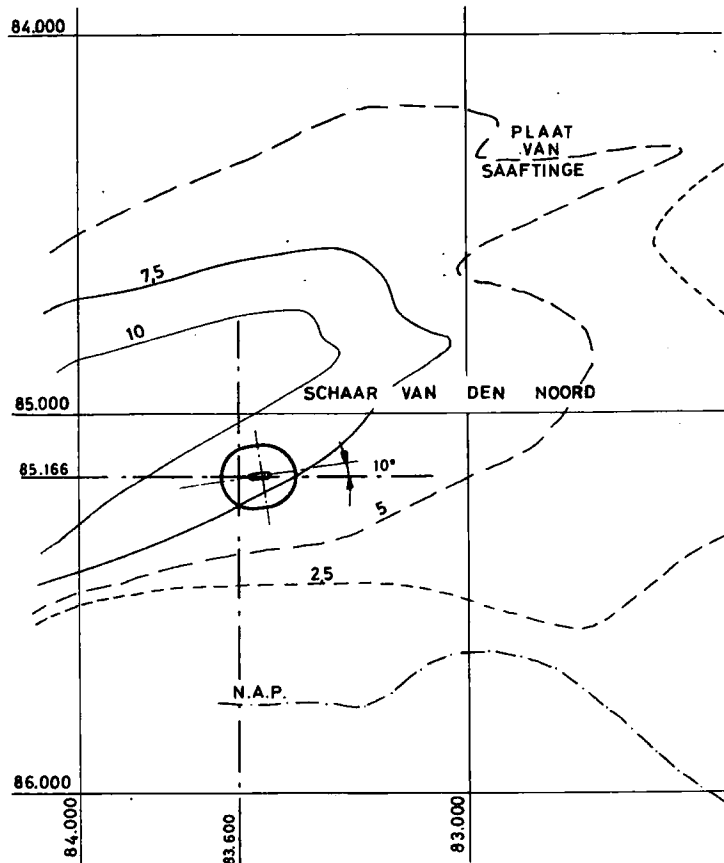 84.000
PLAAT
VAN
SAAFTINGE
7,5
10
SCHAAR VAN DEN NOORD
85.000
85.166
10°
5
2,5
N.A.P.
86.000
84.000
83.600
83.000